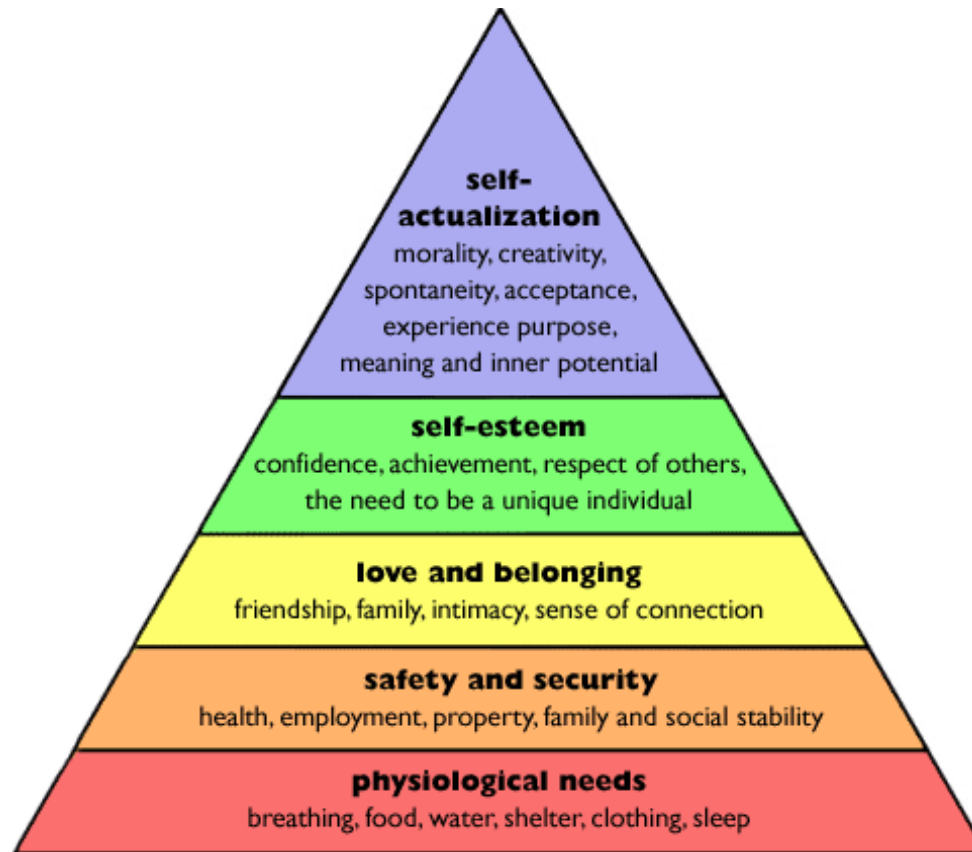 self-
actualization
morality, creativity,
spontaneity, acceptance,
experience purpose,
meaning and inner potential
self-esteem
confidence, achievement, respect of others,
the need to be a unique individual
love and belonging
friendship, family, intimacy, sense of connection
safety and security
health, employment, property, family and social stability
physiological needs
breathing, food, water, shelter, clothing, sleep